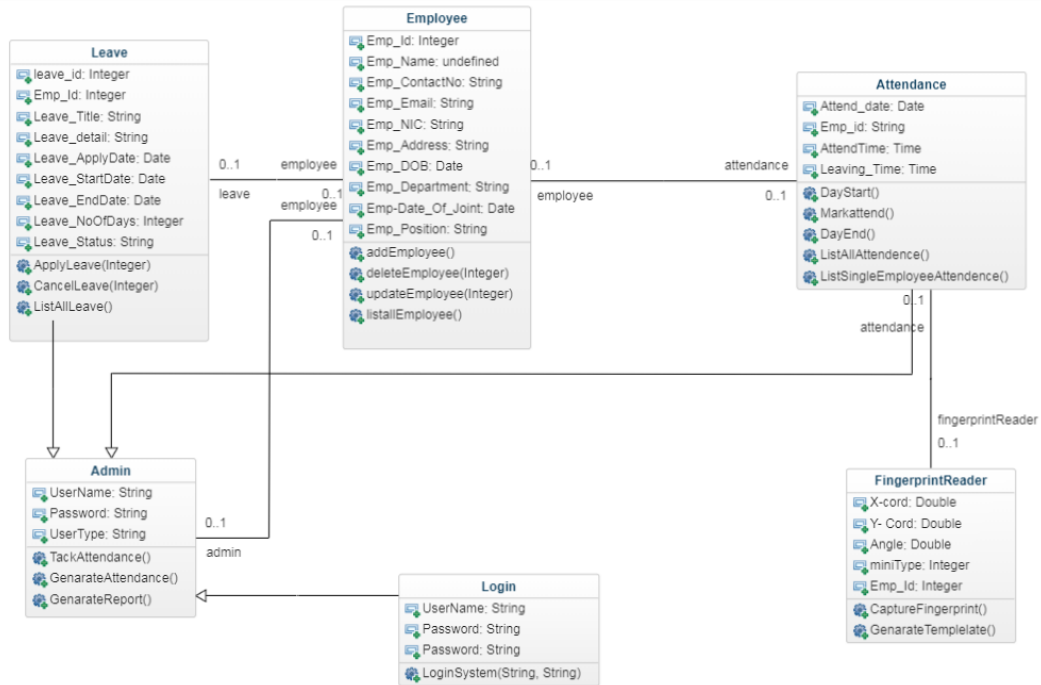 Leave
leave_id: Integer
Emp_Id: Integer
Leave_Title: String
Leave_detail: String
Leave_ApplyDate: Date
Leave_StartDate: Date
Leave_EndDate: Date
Leave_NoOfDays: Integer
Leave_Status: String
ApplyLeave(Integer)
CancelLeave(Integer)
ListAllLeave()
0..1
employee
leave
0..1
employee
0..1
Employee
Emp_Id: Integer
Emp_Name: undefined
Emp_ContactNo: String
Emp_Email: String
Emp_NIC: String
Emp_Address: String
Emp_DOB: Date
Emp_Department: String
Emp-Date_Of_Joint: Date
Emp_Position: String
addEmployee()
deleteEmployee(Integer)
updateEmployee(Integer)
listallEmployee()
0..1
attendance
employee
0..1
Attendance
Attend_date: Date
Emp_id: String
AttendTime: Time
Leaving_Time: Time
DayStart()
Markattend()
DayEnd()
ListAllAttendence()
ListSingleEmployeeAttendence()
0..1
attendance
fingerprintReader
0..1
Admin
UserName: String
Password: String
UserType: String
TackAttendance()
GenarateAttendance()
GenarateReport()
0..1
admin
Login
UserName: String
Password: String
Password: String
LoginSystem(String, String)
FingerprintReader
X-cord: Double
Y- Cord: Double
Angle: Double
miniType: Integer
Emp_Id: Integer
CaptureFingerprint()
GenarateTemplelate()